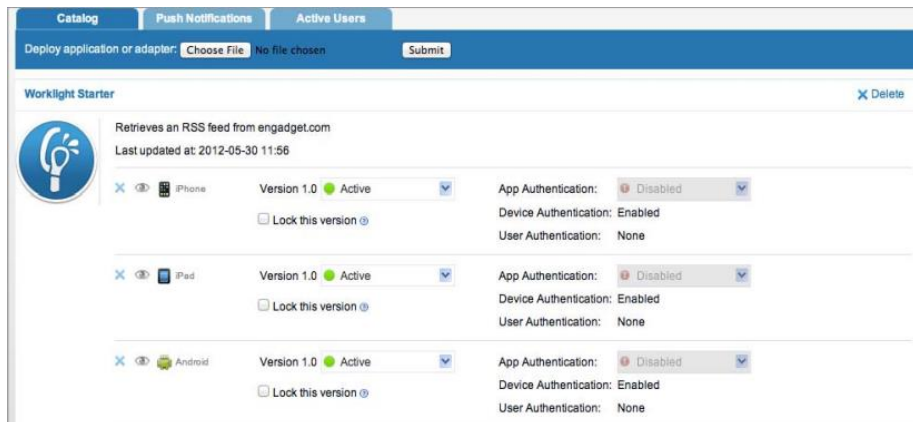 Catalog Push Notifications Active Users
Deploy application or adapter: Choose File No file chosen Submit
Worklight Starter Delete
Retrieves an RSS feed from engadget.com
Last updated at: 2012-05-30 11:56
iPhone Version 1.0 Active App Authentication: Disabled
Lock this version Device Authentication: Enabled
User Authentication: None
iPad Version 1.0 Active App Authentication: Disabled
Lock this version Device Authentication: Enabled
User Authentication: None
Android Version 1.0 Active App Authentication: Disabled
Lock this version Device Authentication: Enabled
User Authentication: None